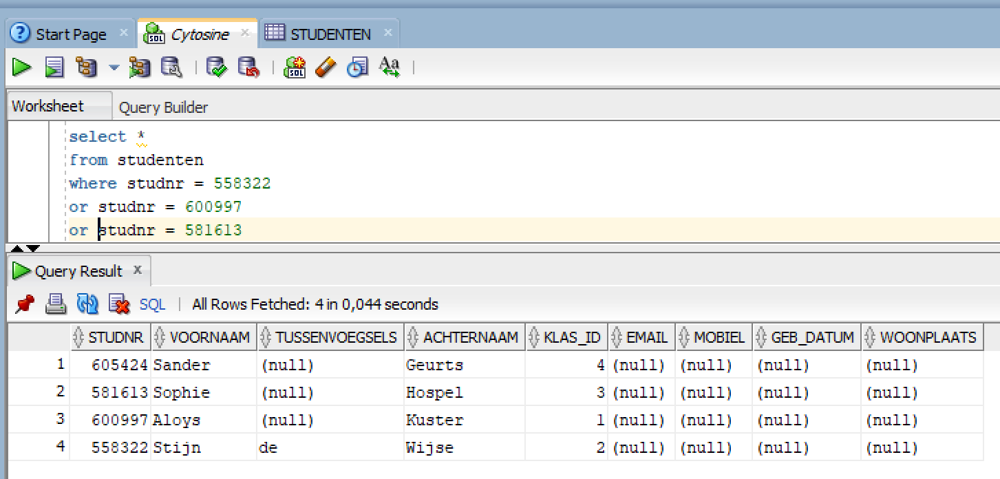 Start Page x Cytosine x STUDENTEN x
Worksheet Query Builder
select *
from studenten
where studnr = 558322
or studnr = 600997
or studnr = 581613
Query Result x
SQL | All Rows Fetched: 4 in 0,044 seconds
STUDNR VOORNAAM TUSSENVOEGSELS ACHTERNAAM KLAS_ID EMAIL MOBIEL GEB_DATUM WOONPLAATS
1 605424 Sander (null) Geurts 4 (null) (null) (null) (null)
2 581613 Sophie (null) Hospel 3 (null) (null) (null) (null)
3 600997 Aloys (null) Kuster 1 (null) (null) (null) (null)
4 558322 Stijn de Wijse 2 (null) (null) (null) (null)